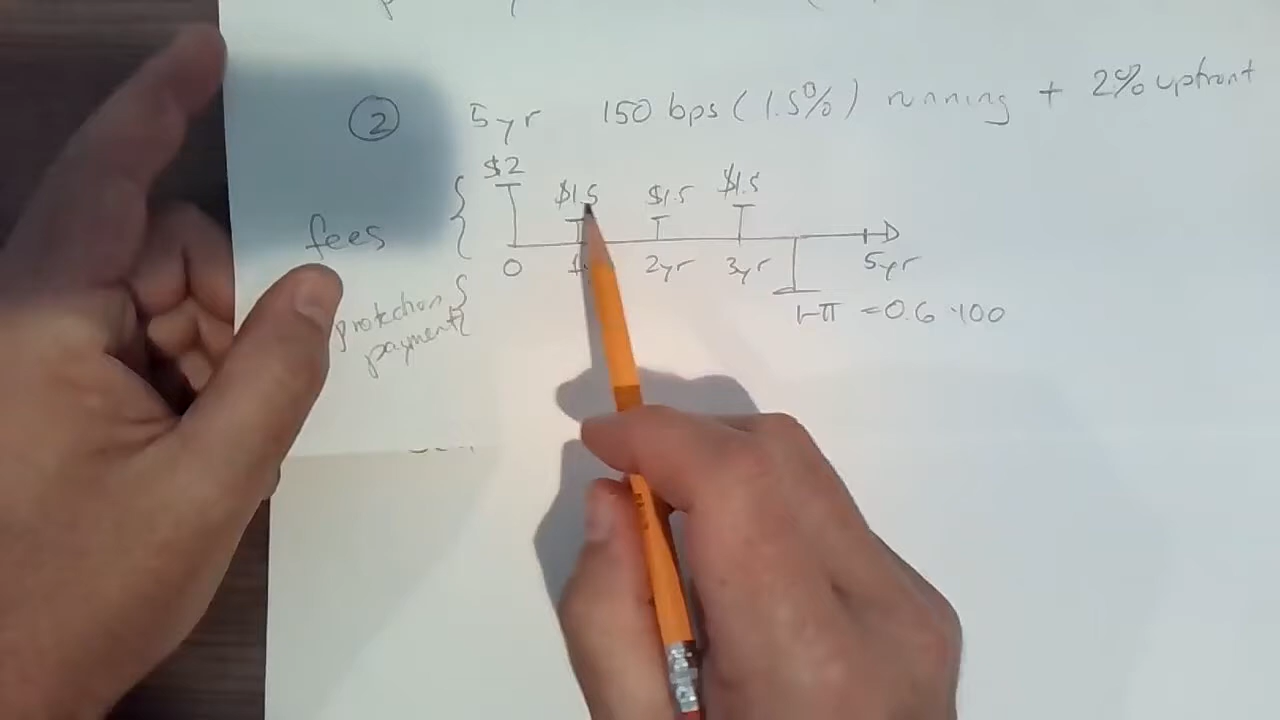 ② 5yr 150 bps (1.5%) running + 2% upfront
$2 $1.5 $1.5 $1.5
fees
0 2yr 3yr 5yr
protection
payment
1-π = 0.6 · 100